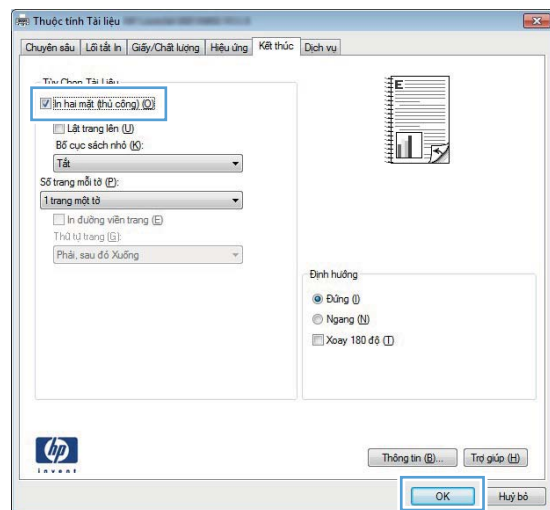 Thuộc tính Tài liệu
Chuyên sâu Lối tắt In Giấy/Chất lượng Hiệu ứng Kết thúc Dịch vụ
Tùy Chọn Tài Liệu
In hai mặt (thủ công) (O)
Lật trang lên (U)
Bố cục sách nhỏ (K):
Tắt
Số trang mỗi tờ (P):
1 trang một tờ
In đường viền trang (E)
Thứ tự trang (G):
Phải, sau đó Xuống
E
Định hướng
Đứng (I)
Ngang (N)
Xoay 180 độ (T)
hp
invent
Thông tin (B)... Trợ giúp (H)
OK Huỷ bỏ